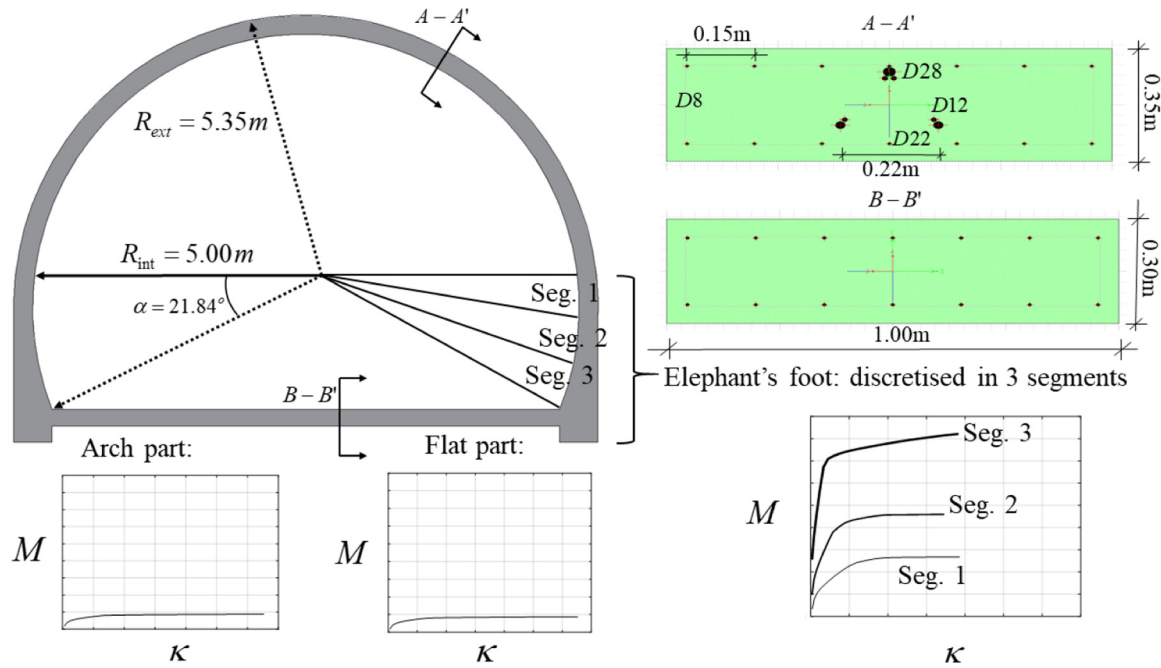 A – A'
R_ext = 5.35m
R_int = 5.00m
α = 21.84°
Seg. 1
Seg. 2
Seg. 3
B – B'
A – A'
0.15m
D28
D8
D12
D22
0.22m
0.35m
B – B'
0.30m
1.00m
Elephant's foot: discretised in 3 segments
Arch part:
M
κ
Flat part:
M
κ
Seg. 3
Seg. 2
Seg. 1
M
κ